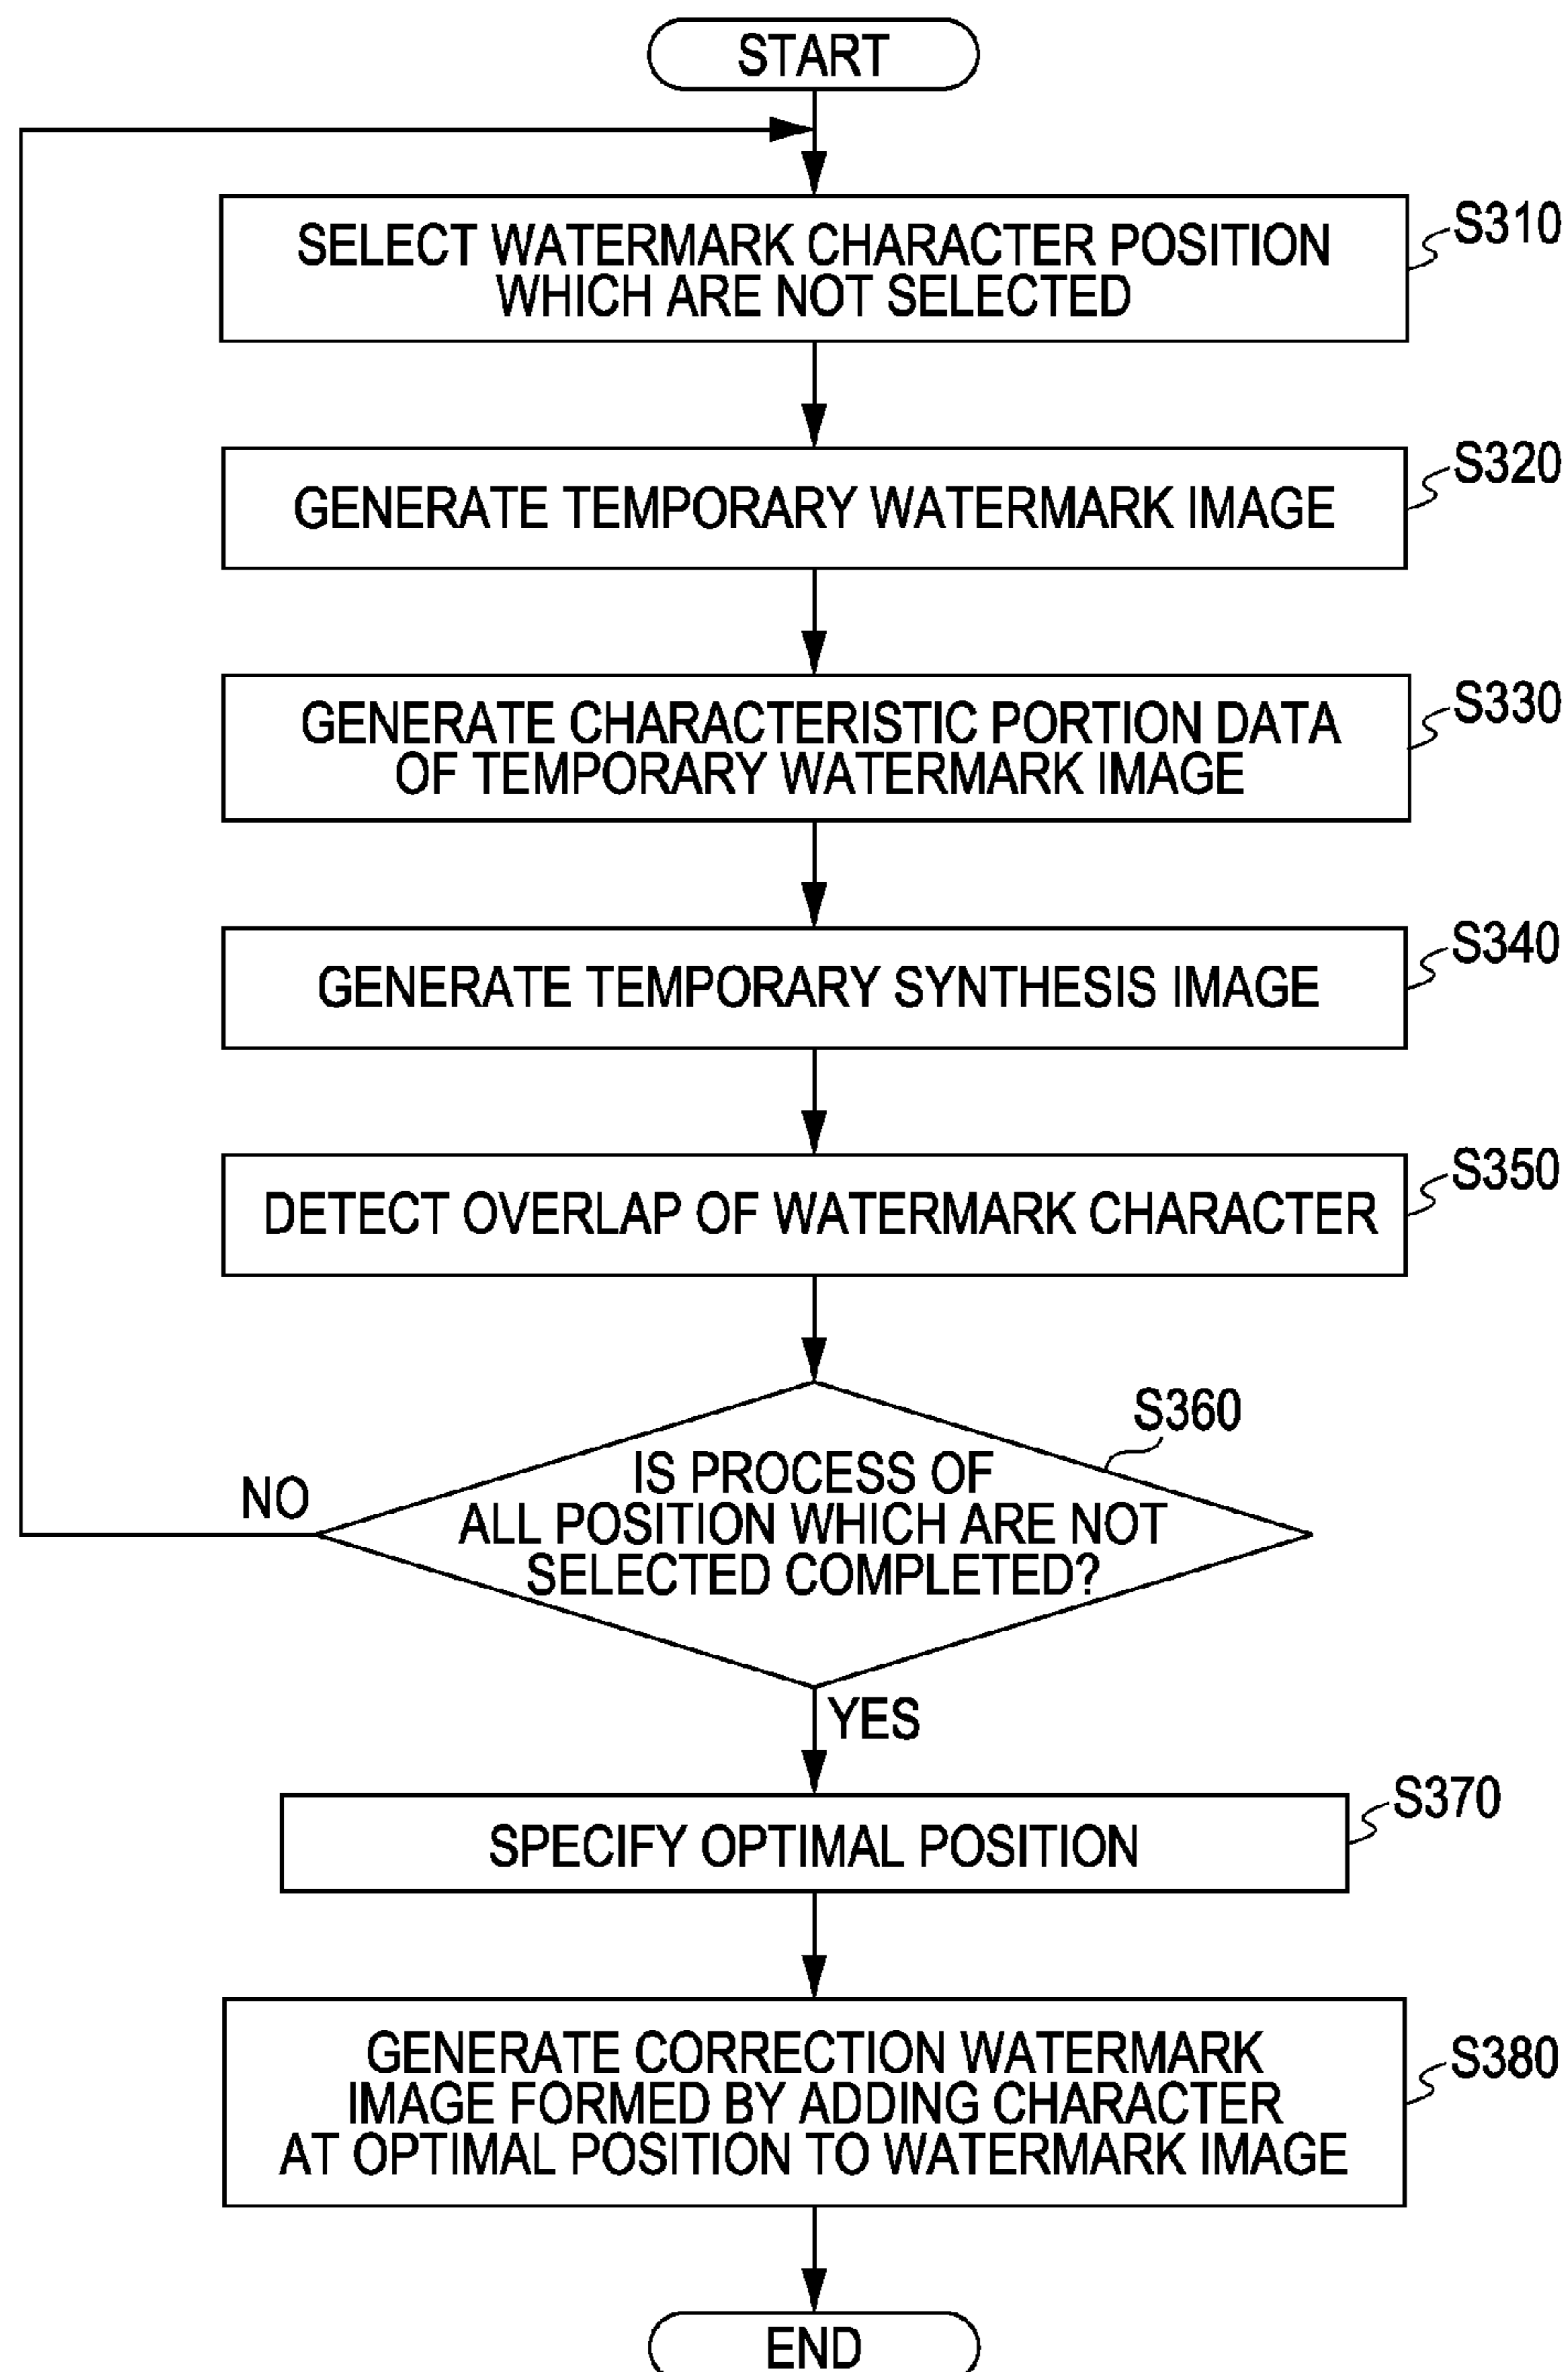 START
SELECT WATERMARK CHARACTER POSITION
WHICH ARE NOT SELECTED
S310
GENERATE TEMPORARY WATERMARK IMAGE
S320
GENERATE CHARACTERISTIC PORTION DATA
OF TEMPORARY WATERMARK IMAGE
S330
GENERATE TEMPORARY SYNTHESIS IMAGE
S340
DETECT OVERLAP OF WATERMARK CHARACTER
S350
IS PROCESS OF
ALL POSITION WHICH ARE NOT
SELECTED COMPLETED?
S360
NO
YES
SPECIFY OPTIMAL POSITION
S370
GENERATE CORRECTION WATERMARK
IMAGE FORMED BY ADDING CHARACTER
AT OPTIMAL POSITION TO WATERMARK IMAGE
S380
END